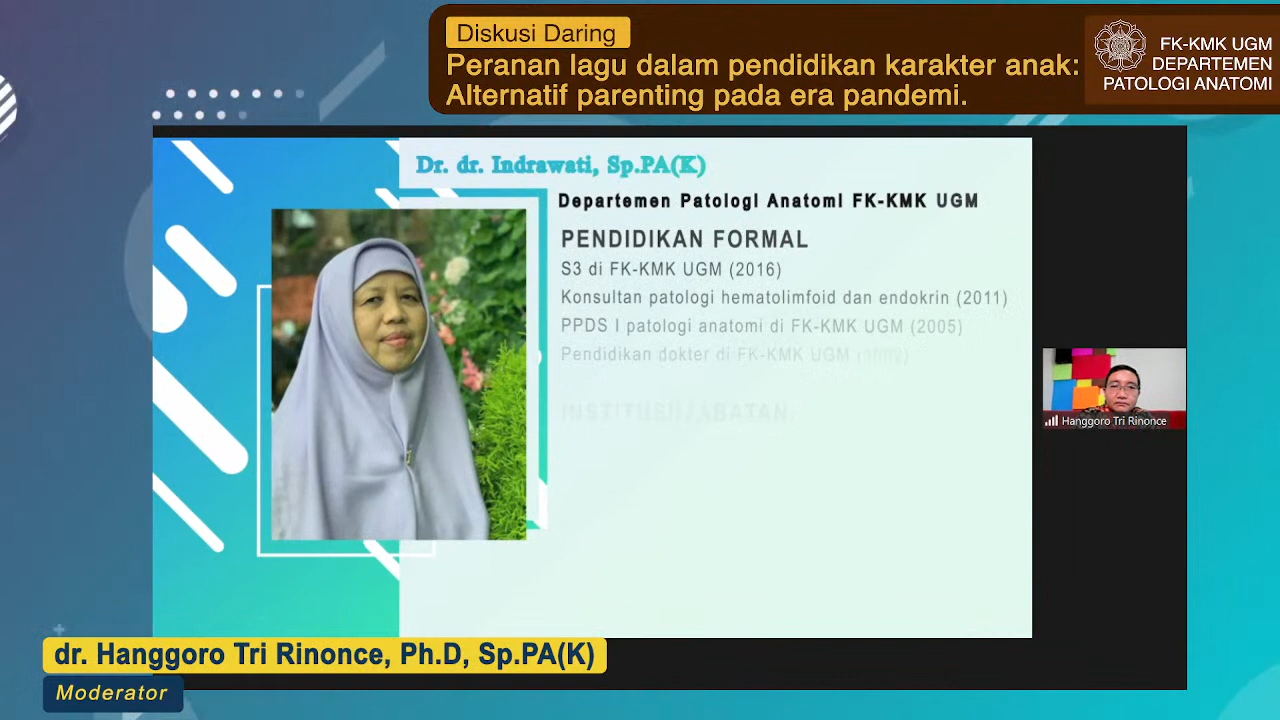 Diskusi Daring
Peranan lagu dalam pendidikan karakter anak:
Alternatif parenting pada era pandemi.
FK-KMK UGM
DEPARTEMEN
PATOLOGI ANATOMI
Dr. dr. Indrawati, Sp.PA(K)
Departemen Patologi Anatomi FK-KMK UGM
PENDIDIKAN FORMAL
S3 di FK-KMK UGM (2016)
Konsultan patologi hematolimfoid dan endokrin (2011)
PPDS I patologi anatomi di FK-KMK UGM (2005)
Pendidikan dokter di FK-KMK UGM
Hanggoro Tri Rinonce
dr. Hanggoro Tri Rinonce, Ph.D, Sp.PA(K)
Moderator